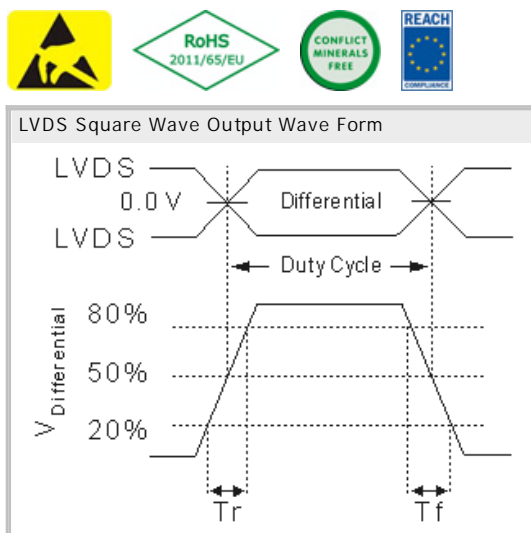 RoHS
2011/65/EU
CONFLICT
MINERALS
FREE
REACH
COMPLIANCE
LVDS Square Wave Output Wave Form
LVDS
0.0 V
Differential
LVDS
Duty Cycle
80%
50%
20%
V Differential
Tr
Tf